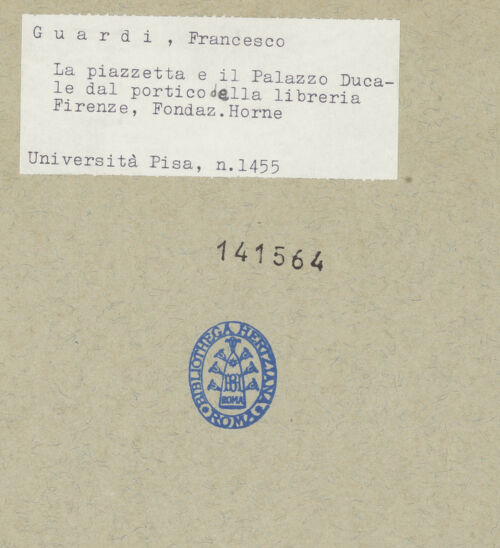 G u a r d i , Francesco
La piazzetta e il Palazzo Duca-
le dal portico della libreria
Firenze, Fondaz.Horne
Università Pisa, n.1455
141564
BIBLIOTHECA HERTZIANA
ROMA
BH
ROMA